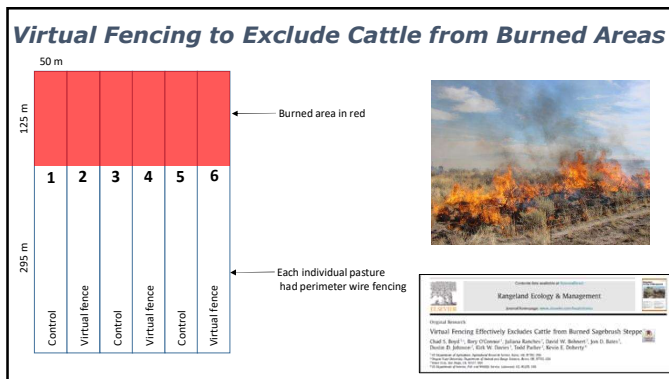 Virtual Fencing to Exclude Cattle from Burned Areas
50 m
125 m
Burned area in red
1 2 3 4 5 6
295 m
Each individual pasture
had perimeter wire fencing
Control
Virtual fence
Control
Virtual fence
Control
Virtual fence
Rangeland Ecology & Management
Original Research
Virtual Fencing Effectively Excludes Cattle from Burned Sagebrush Steppe